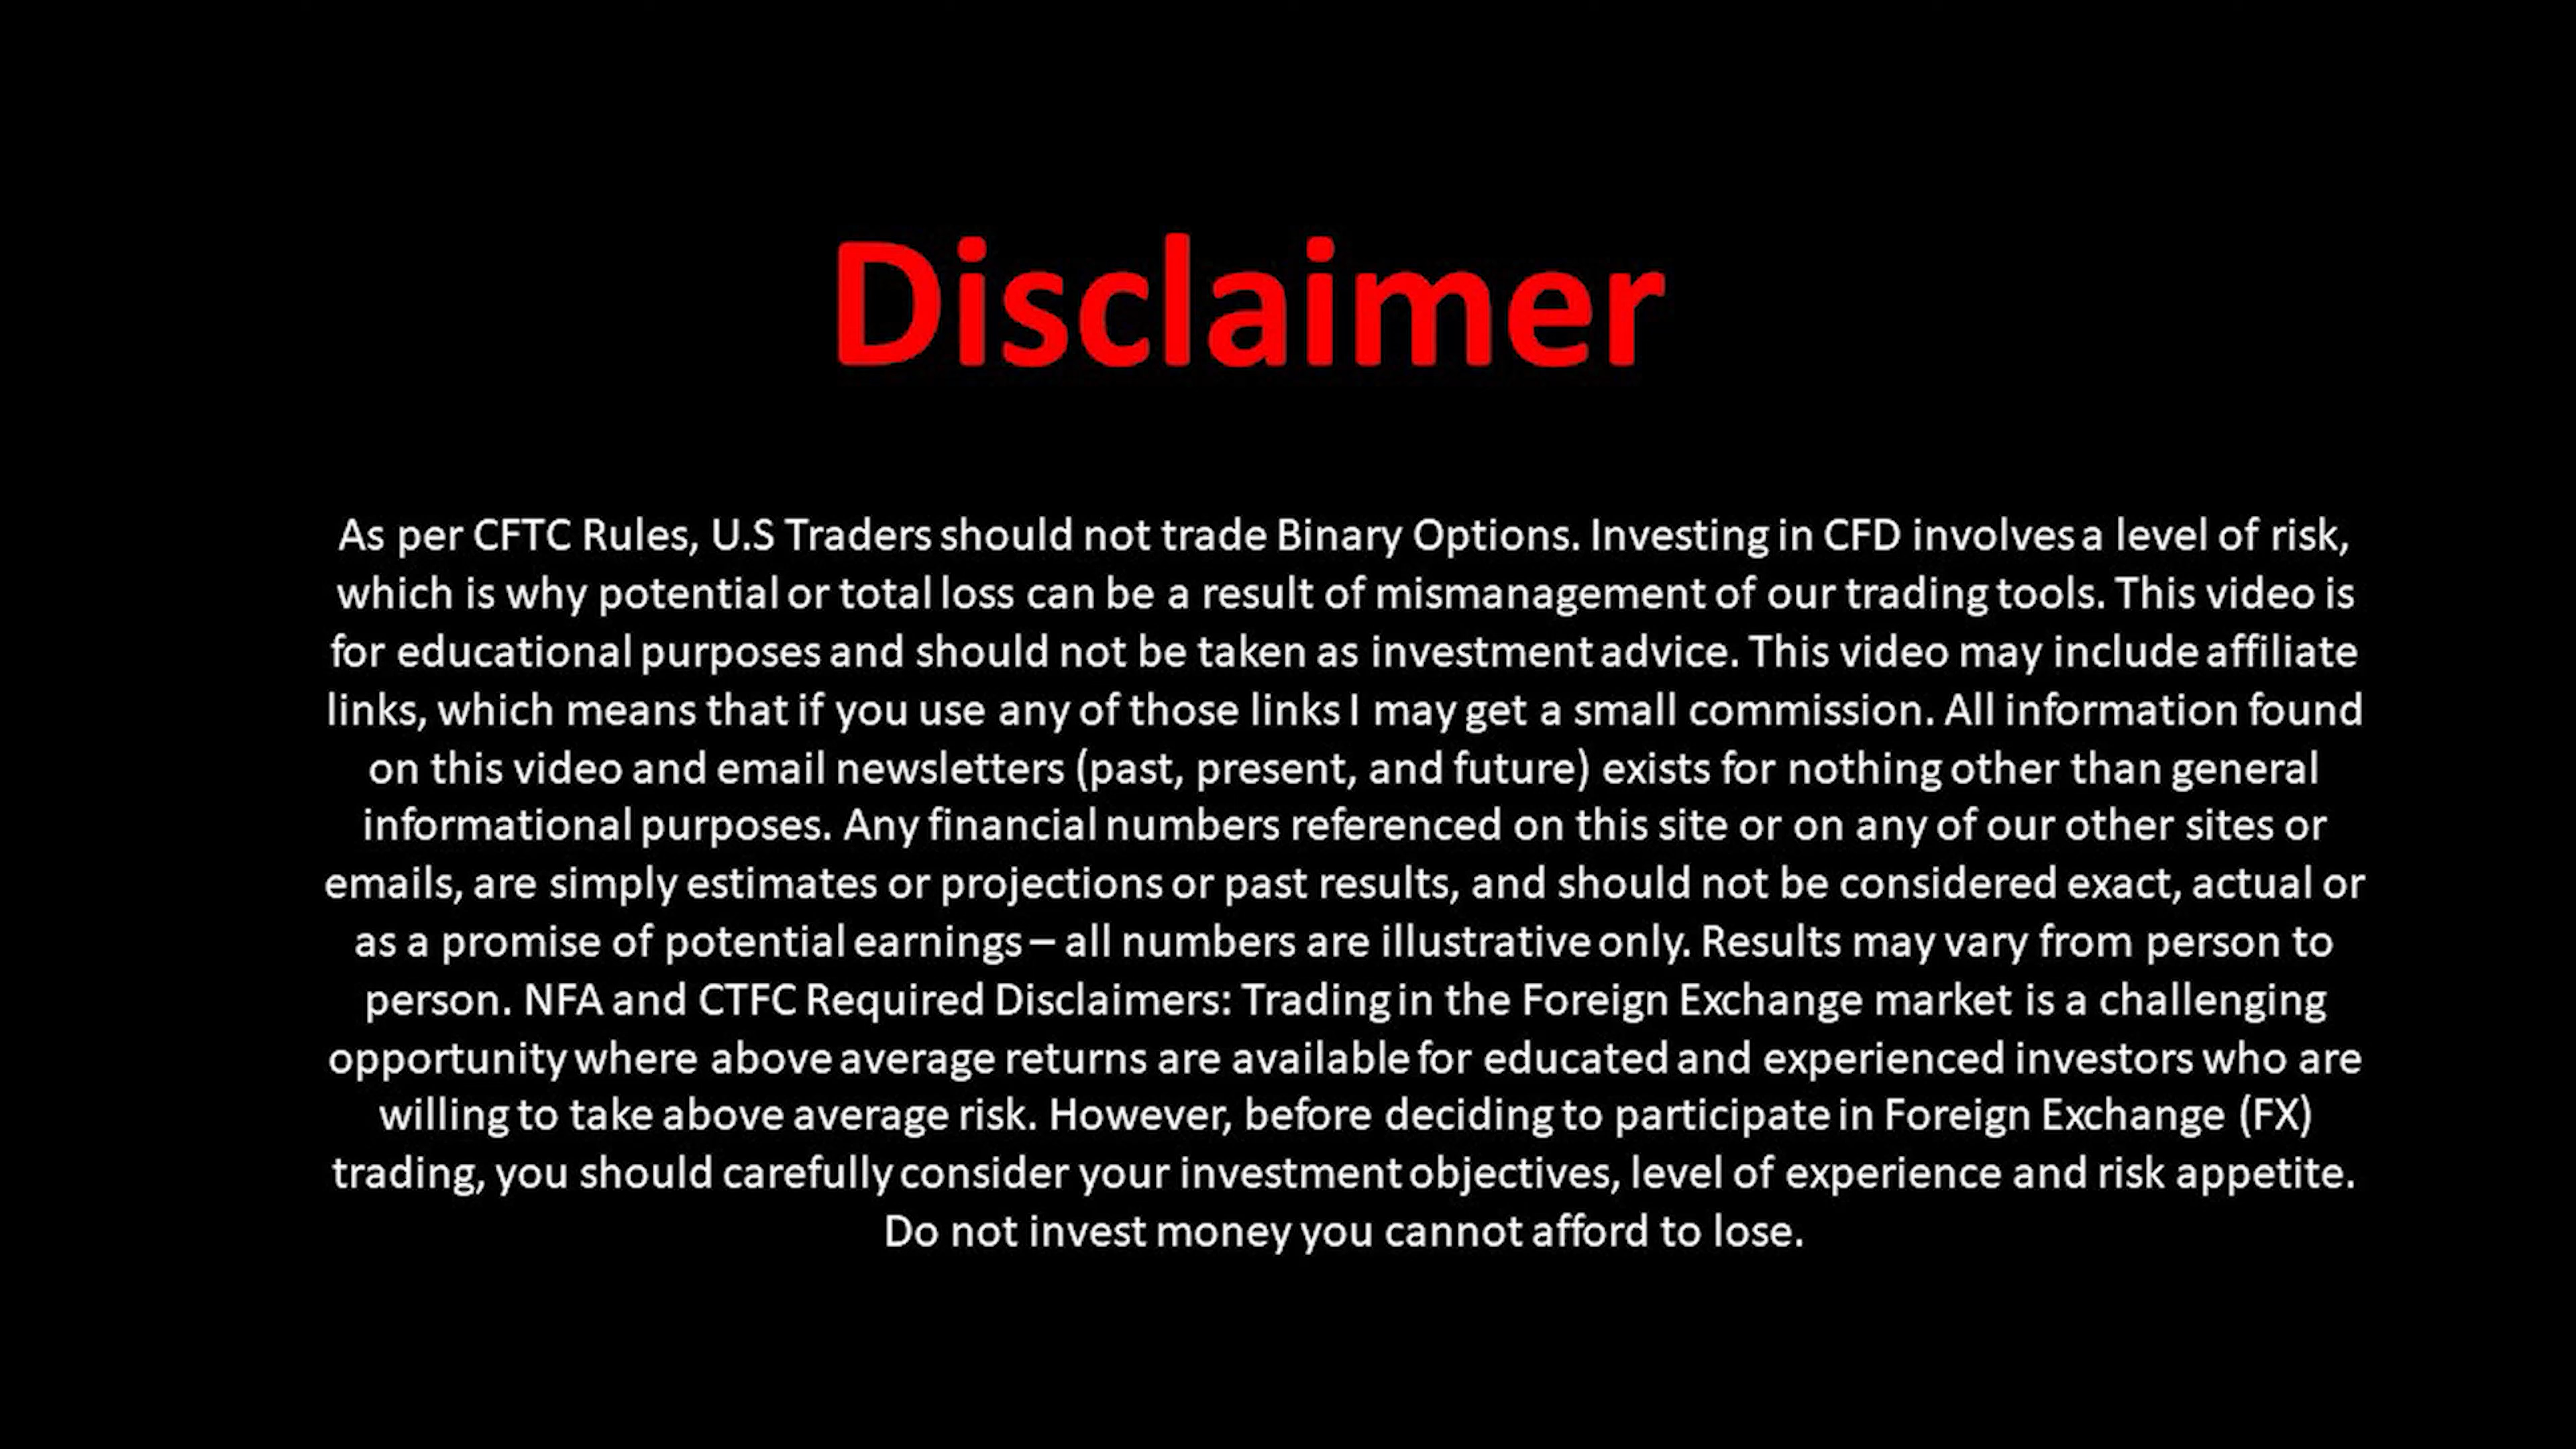 Disclaimer
As per CFTC Rules, U.S Traders should not trade Binary Options. Investing in CFD involves a level of risk,
which is why potential or total loss can be a result of mismanagement of our trading tools. This video is
for educational purposes and should not be taken as investment advice. This video may include affiliate
links, which means that if you use any of those links I may get a small commission. All information found
on this video and email newsletters (past, present, and future) exists for nothing other than general
informational purposes. Any financial numbers referenced on this site or on any of our other sites or
emails, are simply estimates or projections or past results, and should not be considered exact, actual or
as a promise of potential earnings – all numbers are illustrative only. Results may vary from person to
person. NFA and CTFC Required Disclaimers: Trading in the Foreign Exchange market is a challenging
opportunity where above average returns are available for educated and experienced investors who are
willing to take above average risk. However, before deciding to participate in Foreign Exchange (FX)
trading, you should carefully consider your investment objectives, level of experience and risk appetite.
Do not invest money you cannot afford to lose.